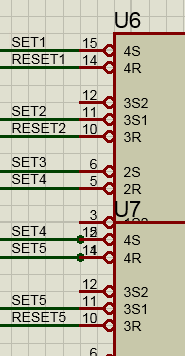 U6
SET1 15 4S
RESET1 14 4R
12 3S2
SET2 11 3S1
RESET2 10 3R
SET3 6 2S
SET4 5 2R
3
U7
SET4 4S
SET5 4R
12 3S2
SET5 11 3S1
RESET5 10 3R
6